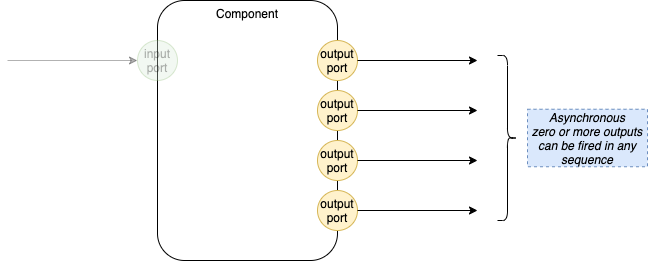 Component
input
port
output
port
output
port
output
port
output
port
Asynchronous
zero or more outputs
can be fired in any
sequence